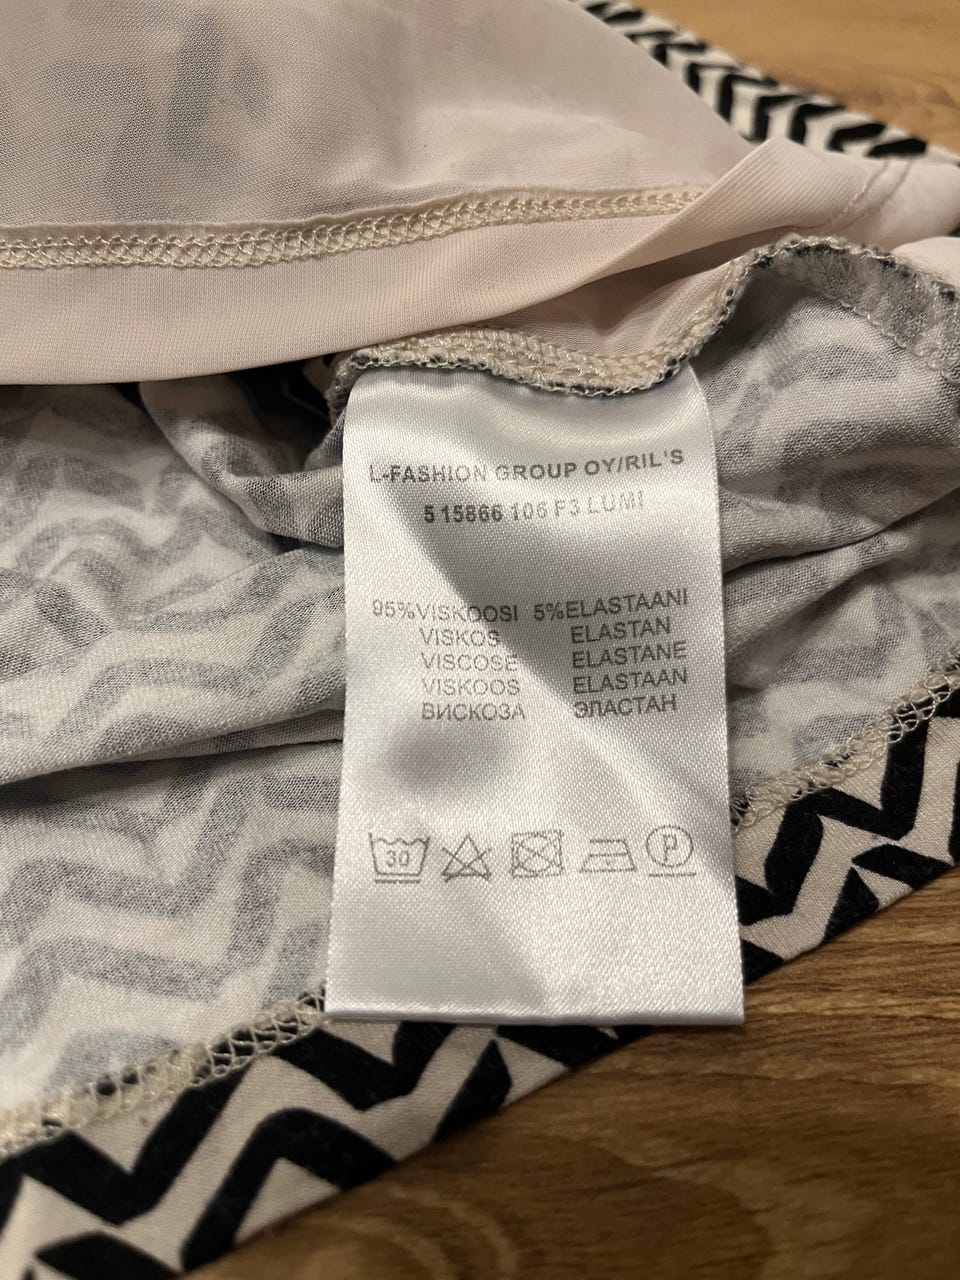 L-FASHION GROUP OY/RIL'S
5 15866 106 F3 LUMI
95%VISKOOSI 5%ELASTAANI
VISKOS ELASTAN
VISCOSE ELASTANE
VISKOOS ELASTAAN
ВИСКОЗА ЭЛАСТАН
30 P